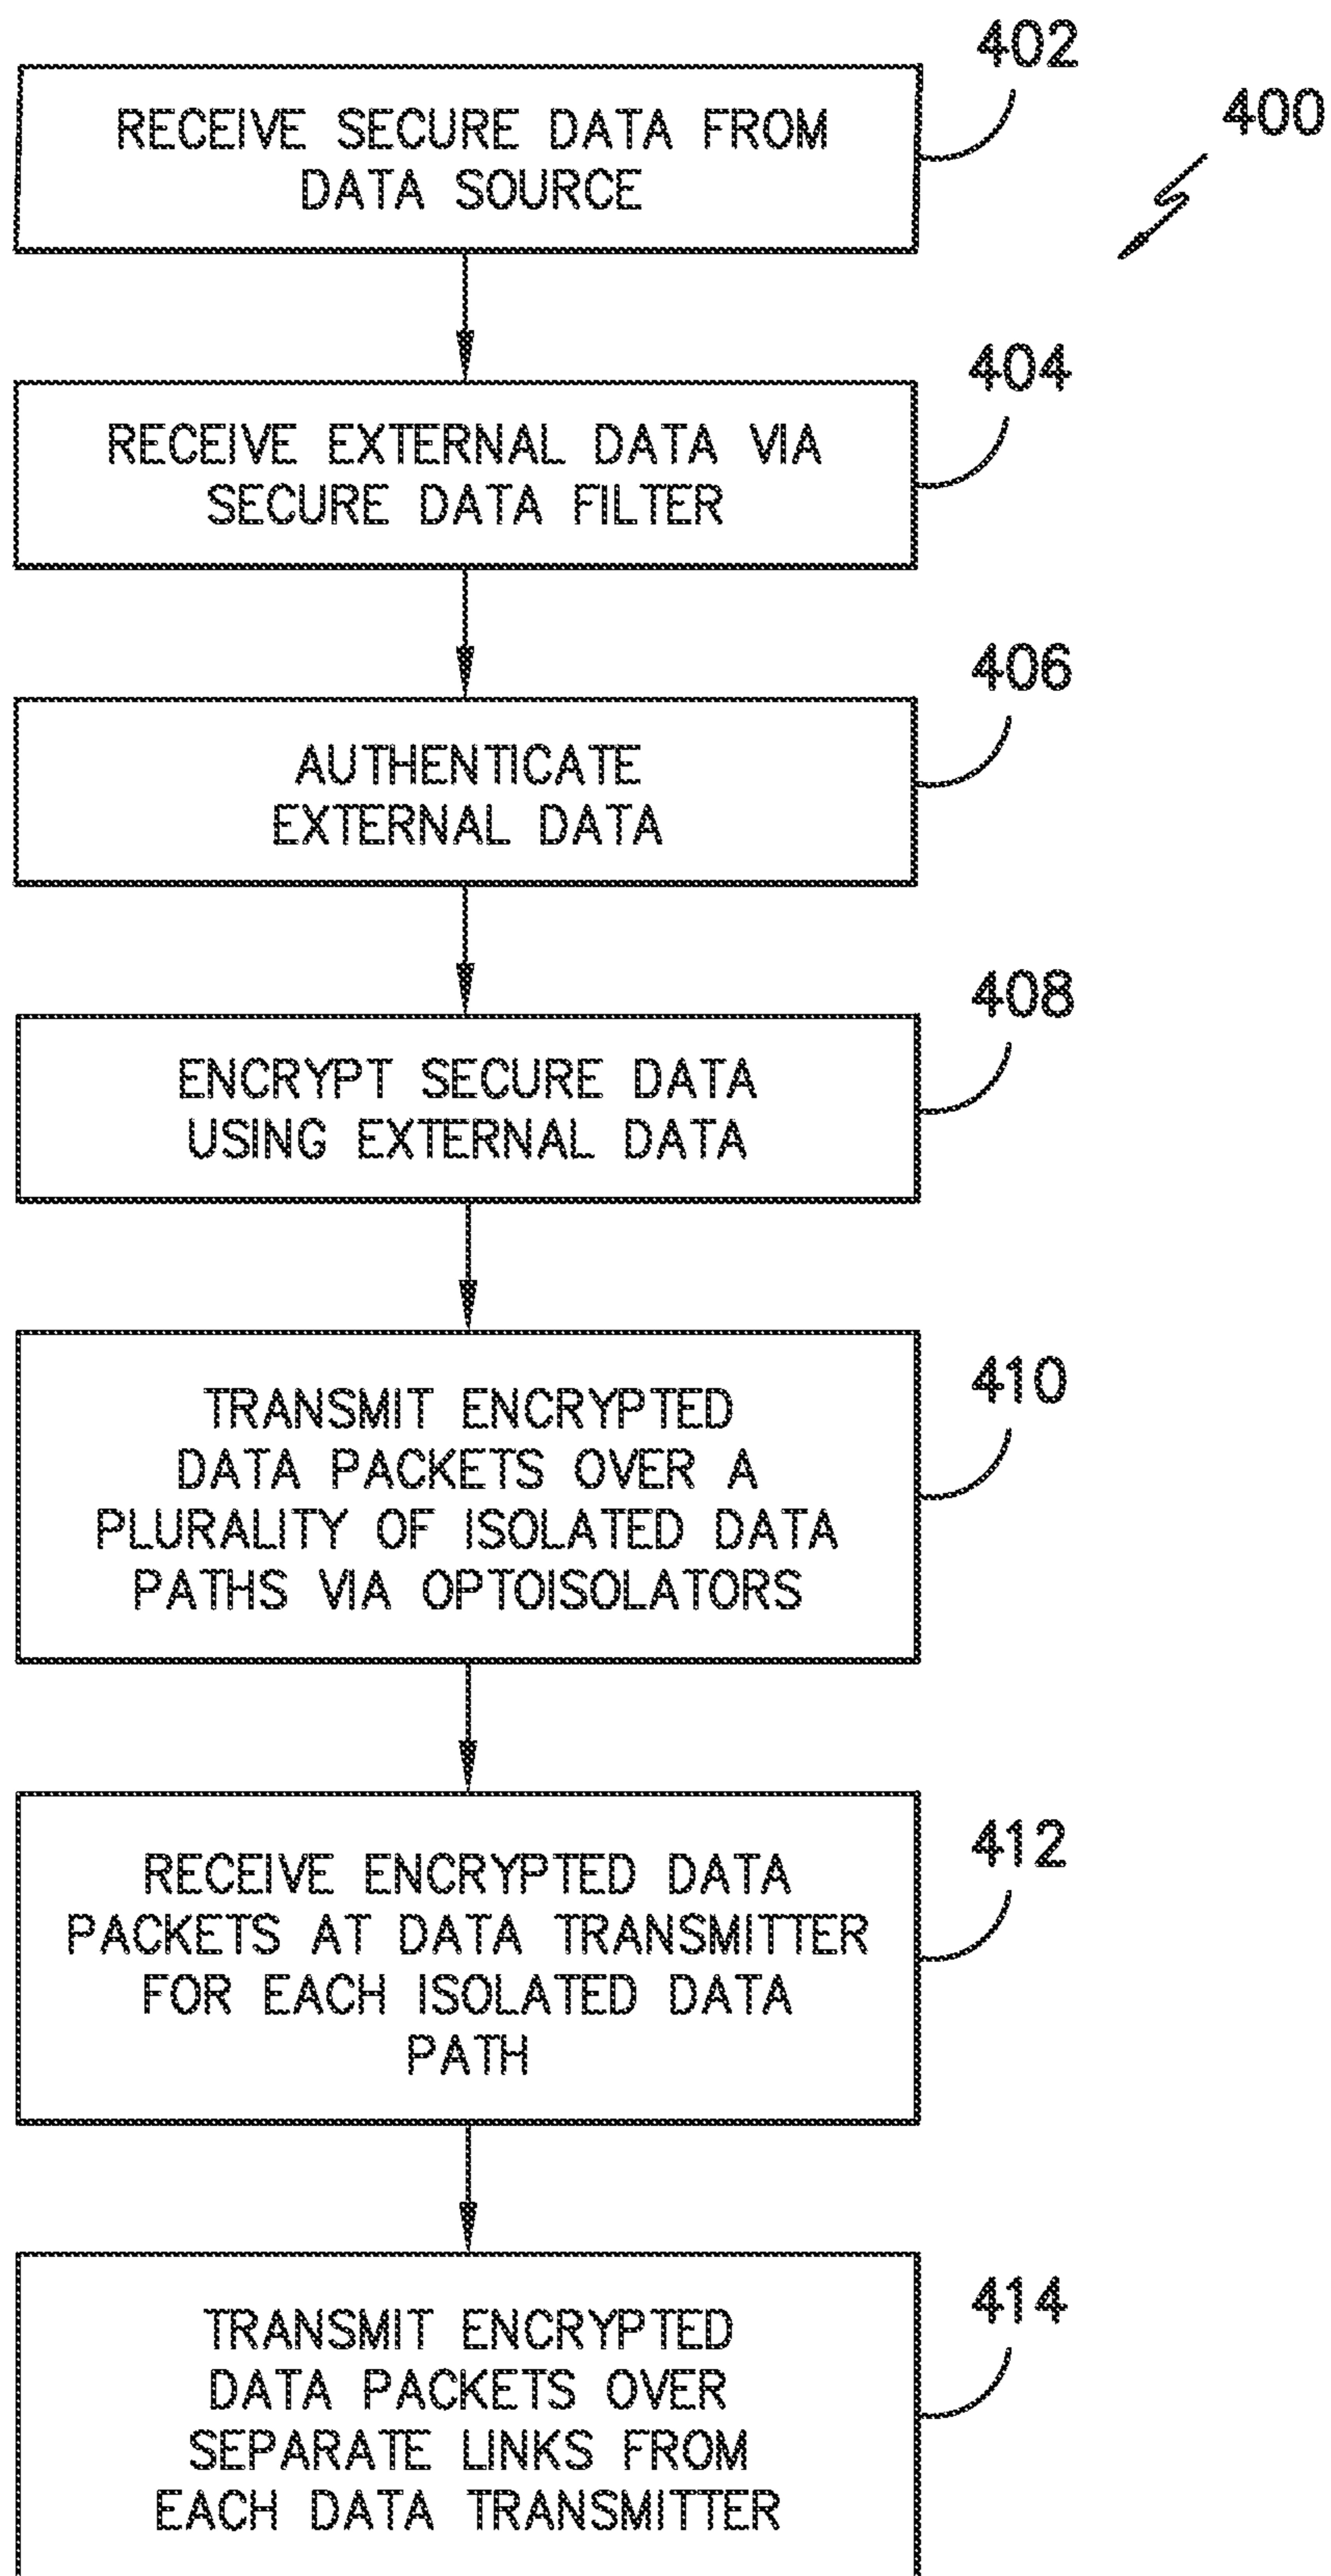 402
400
RECEIVE SECURE DATA FROM
DATA SOURCE
404
RECEIVE EXTERNAL DATA VIA
SECURE DATA FILTER
406
AUTHENTICATE
EXTERNAL DATA
408
ENCRYPT SECURE DATA
USING EXTERNAL DATA
410
TRANSMIT ENCRYPTED
DATA PACKETS OVER A
PLURALITY OF ISOLATED DATA
PATHS VIA OPTOISOLATORS
412
RECEIVE ENCRYPTED DATA
PACKETS AT DATA TRANSMITTER
FOR EACH ISOLATED DATA
PATH
414
TRANSMIT ENCRYPTED
DATA PACKETS OVER
SEPARATE LINKS FROM
EACH DATA TRANSMITTER